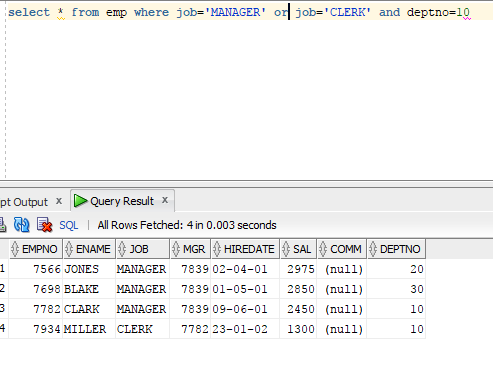 select * from emp where job='MANAGER' or job='CLERK' and deptno=10
pt Output x Query Result x
SQL | All Rows Fetched: 4 in 0.003 seconds
EMPNO ENAME JOB MGR HIREDATE SAL COMM DEPTNO
1 7566 JONES MANAGER 7839 02-04-01 2975 (null) 20
2 7698 BLAKE MANAGER 7839 01-05-01 2850 (null) 30
3 7782 CLARK MANAGER 7839 09-06-01 2450 (null) 10
4 7934 MILLER CLERK 7782 23-01-02 1300 (null) 10